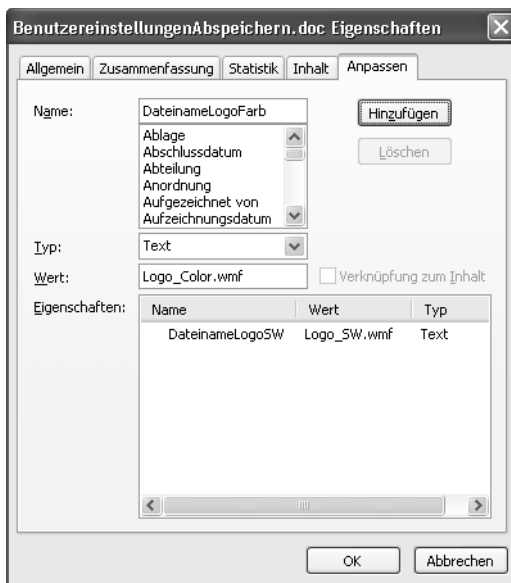 BenutzereinstellungenAbspeichern.doc Eigenschaften
Allgemein Zusammenfassung Statistik Inhalt Anpassen
Name: DateinameLogoFarb Hinzufügen
Ablage
Abschlussdatum Löschen
Abteilung
Anordnung
Aufgezeichnet von
Aufzeichnungsdatum
Typ: Text
Wert: Logo_Color.wmf Verknüpfung zum Inhalt
Eigenschaften: Name Wert Typ
DateinameLogoSW Logo_SW.wmf Text
OK Abbrechen